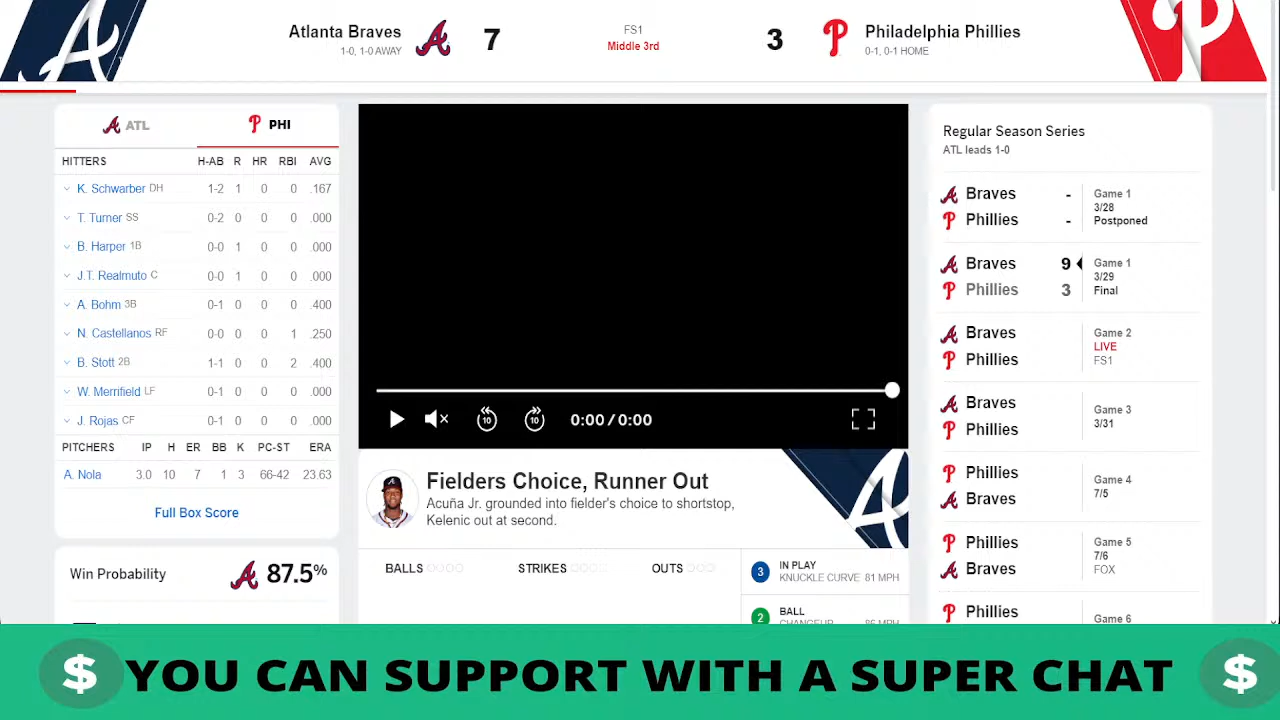 Atlanta Braves
1-0, 1-0 AWAY
7
FS1
Middle 3rd
3
Philadelphia Phillies
0-1, 0-1 HOME
ATL
PHI
HITTERS H-AB R HR RBI AVG
K. Schwarber DH 1-2 1 0 0 .167
T. Turner SS 0-2 0 0 0 .000
B. Harper 1B 0-0 1 0 0 .000
J.T. Realmuto C 0-0 1 0 0 .000
A. Bohm 3B 0-1 0 0 0 .400
N. Castellanos RF 0-0 0 0 1 .250
B. Stott 2B 1-1 0 0 2 .400
W. Merrifield LF 0-1 0 0 0 .000
J. Rojas CF 0-1 0 0 0 .000
PITCHERS IP H ER BB K PC-ST ERA
A. Nola 3.0 10 7 1 3 66-42 23.63
Full Box Score
Win Probability 87.5%
10 10 0:00 / 0:00
Fielders Choice, Runner Out
Acuña Jr. grounded into fielder's choice to shortstop,
Kelenic out at second.
BALLS STRIKES OUTS
3 IN PLAY
KNUCKLE CURVE 81 MPH
2 BALL
CHANGEUP 85 MPH
Regular Season Series
ATL leads 1-0
Braves - Game 1
3/28
Phillies - Postponed
Braves 9 Game 1
3/29
Phillies 3 Final
Braves Game 2
LIVE
Phillies FS1
Braves Game 3
Phillies 3/31
Phillies Game 4
Braves 7/5
Phillies Game 5
7/6
Braves FOX
Phillies Game 6
$ YOU CAN SUPPORT WITH A SUPER CHAT $